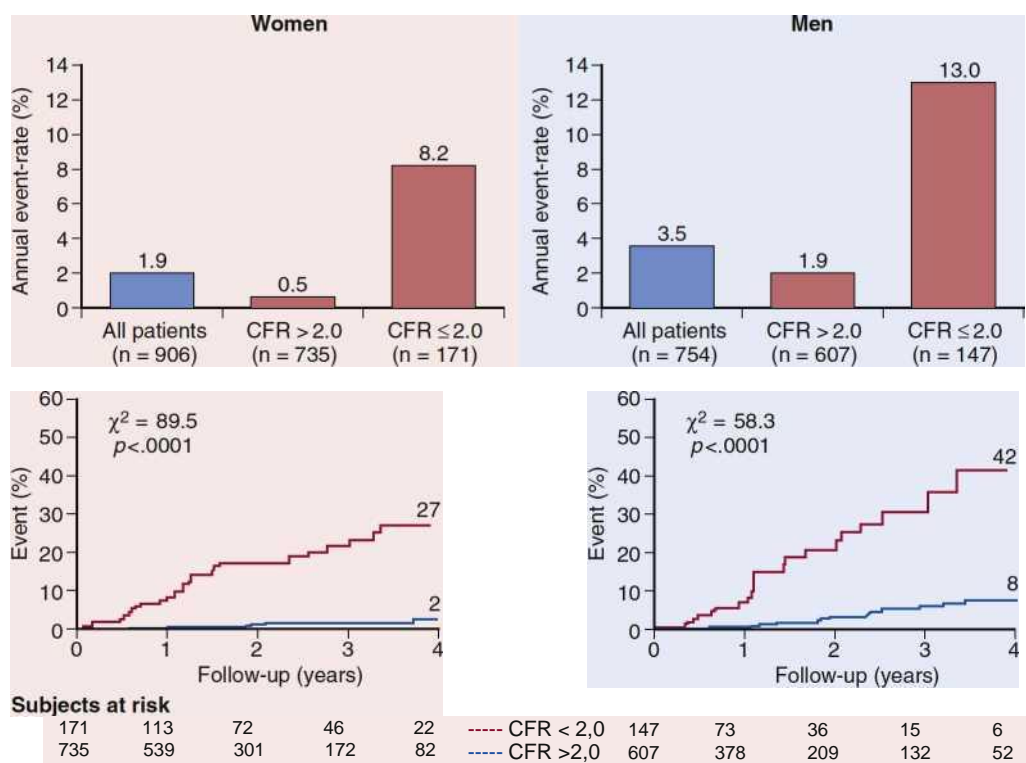 Women
Men
Annual event-rate (%)
14
12
10
8
6
4
2
0
1.9
0.5
8.2
All patients
(n = 906)
CFR > 2.0
(n = 735)
CFR ≤ 2.0
(n = 171)
Annual event-rate (%)
14
12
10
8
6
4
2
0
3.5
1.9
13.0
All patients
(n = 754)
CFR > 2.0
(n = 607)
CFR ≤ 2.0
(n = 147)
Event (%)
60
50
40
30
20
10
0
χ² = 89.5
p<.0001
27
2
0 1 2 3 4
Follow-up (years)
Event (%)
60
50
40
30
20
10
0
χ² = 58.3
p<.0001
42
8
0 1 2 3 4
Follow-up (years)
Subjects at risk
171 113 72 46 22 ----- CFR < 2,0 147 73 36 15 6
735 539 301 172 82 ----- CFR >2,0 607 378 209 132 52